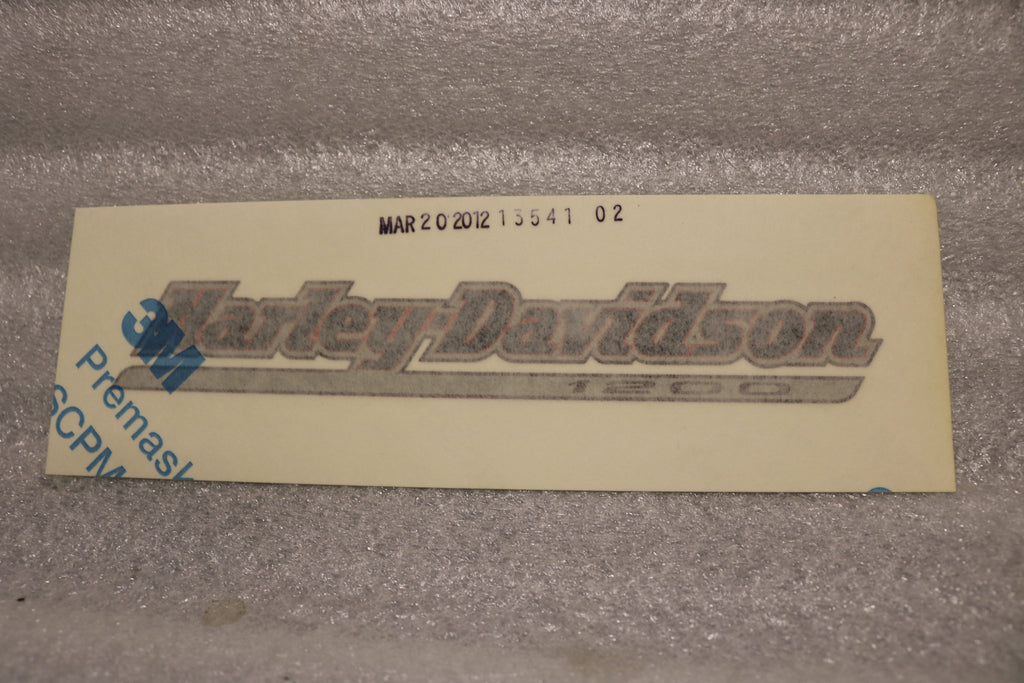 MAR 20 2012 13541 02
Harley-Davidson
1200
3M
Premask
SCPM